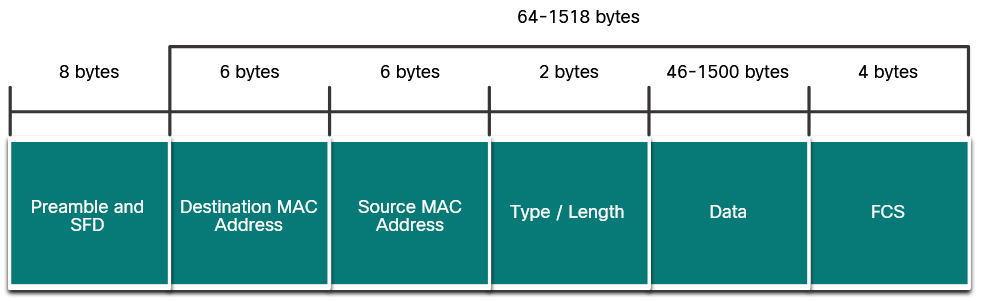 64-1518 bytes
8 bytes
6 bytes
6 bytes
2 bytes
46-1500 bytes
4 bytes
Preamble and
SFD
Destination MAC
Address
Source MAC
Address
Type / Length
Data
FCS